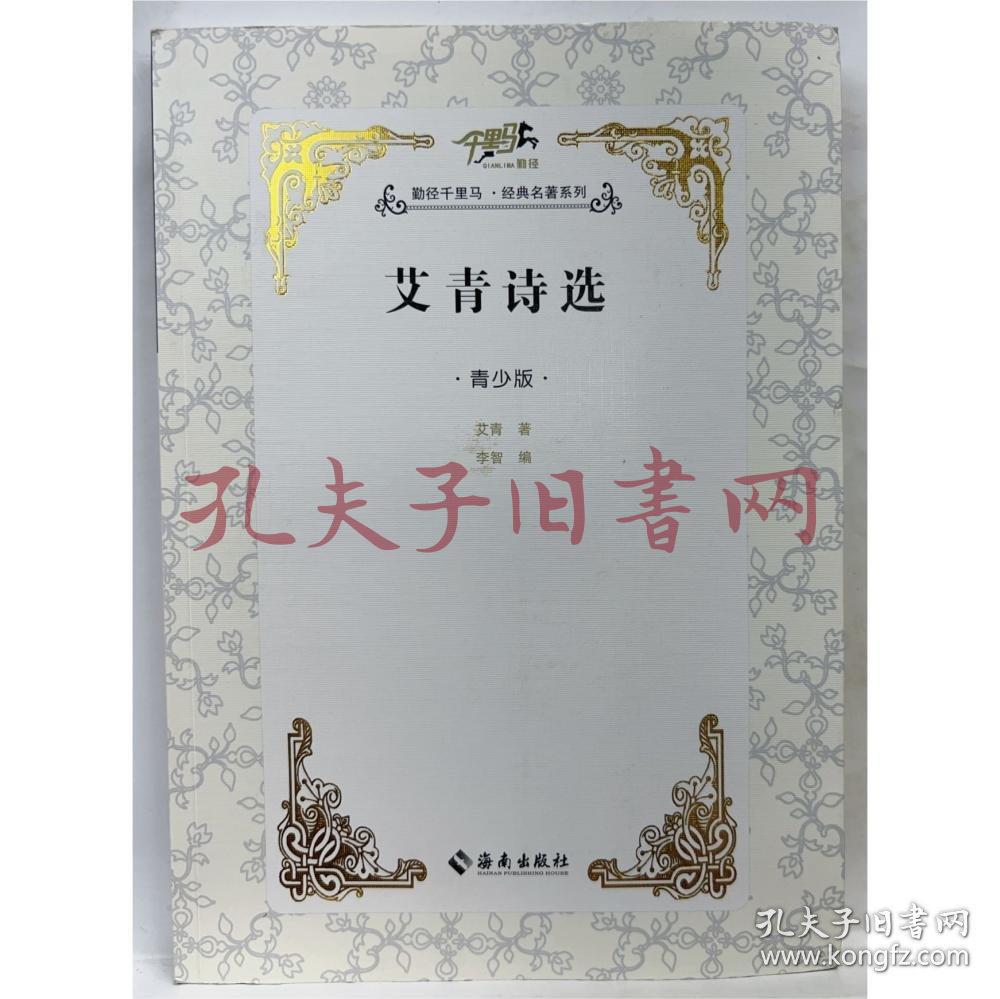 千里马
QIANLIMA 勤径
勤径千里马·经典名著系列
艾青诗选
·青少版·
艾青 著
李智 编
孔夫子旧書网
海南出版社
HAINAN PUBLISHING HOUSE
孔夫子旧書网
www.kongfz.com